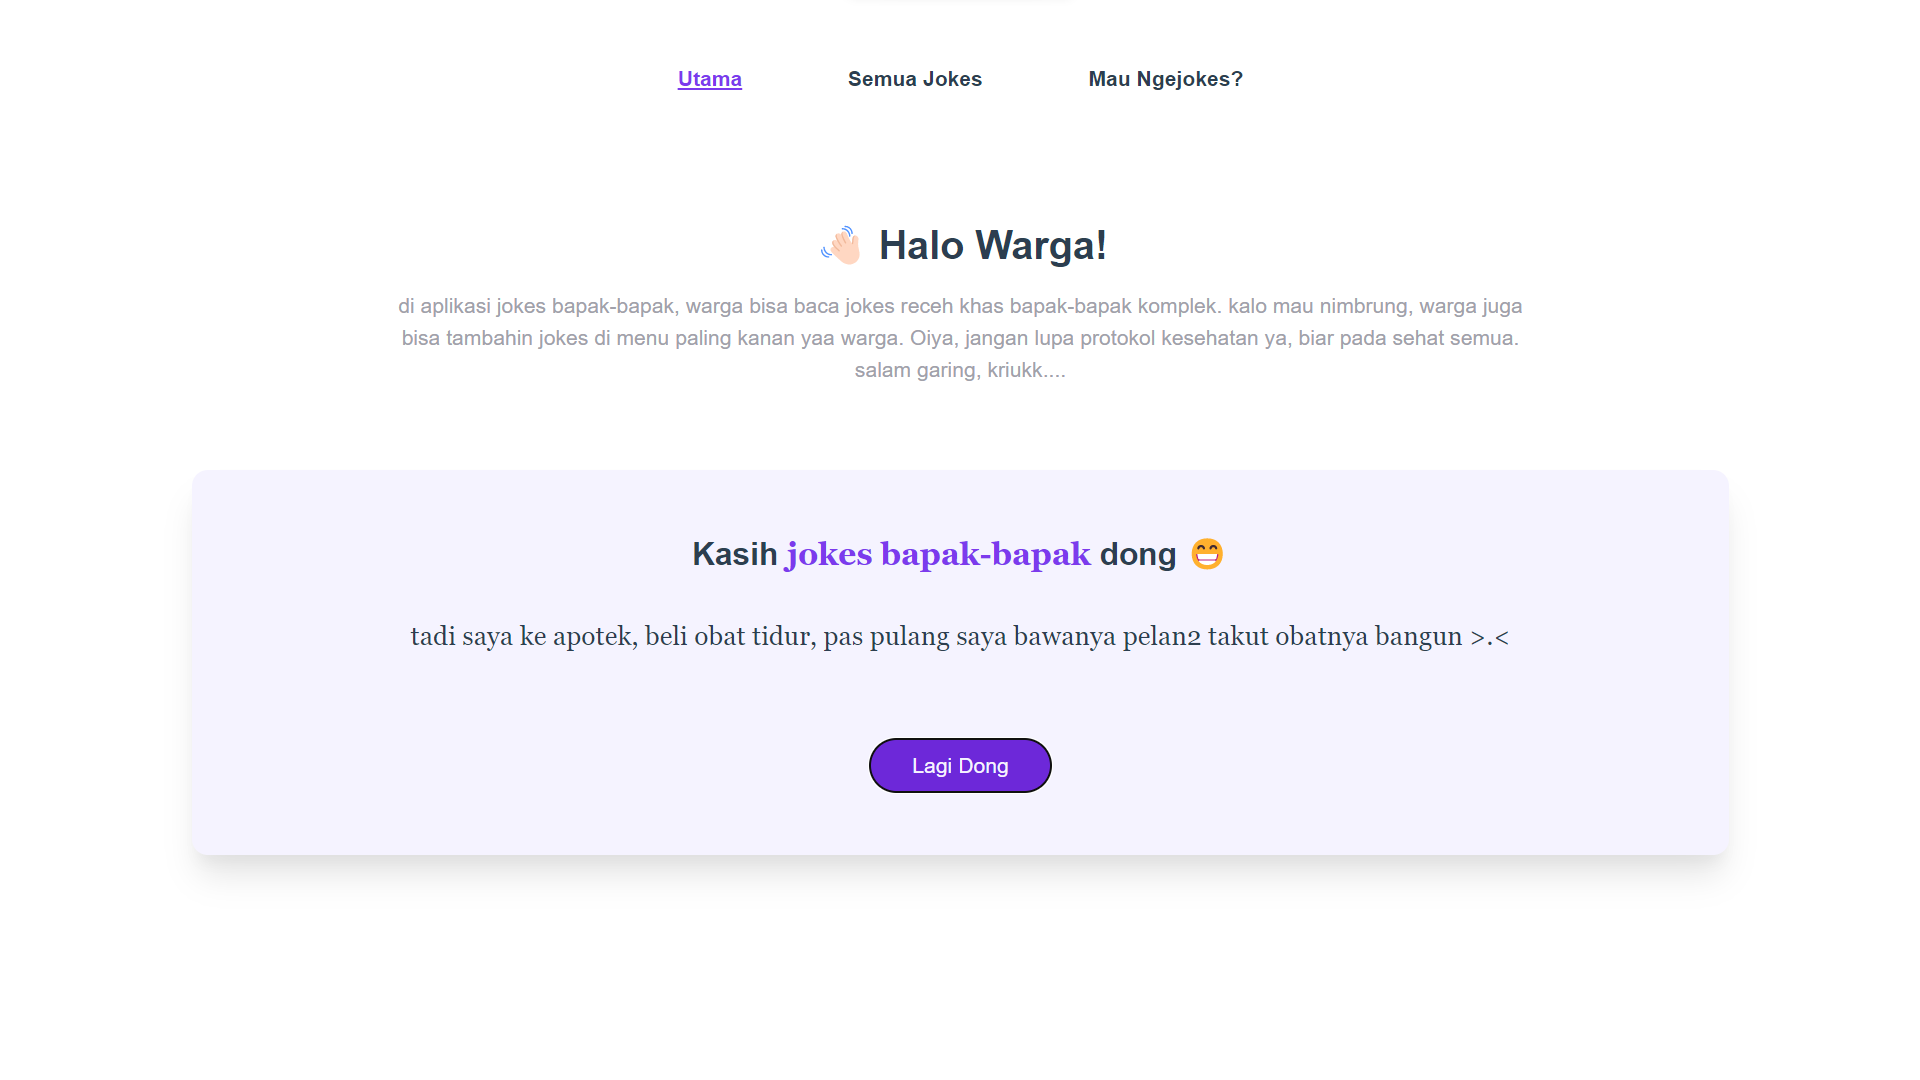 Utama
Semua Jokes
Mau Ngejokes?
👋🏻 Halo Warga!
di aplikasi jokes bapak-bapak, warga bisa baca jokes receh khas bapak-bapak komplek. kalo mau nimbrung, warga juga
bisa tambahin jokes di menu paling kanan yaa warga. Oiya, jangan lupa protokol kesehatan ya, biar pada sehat semua.
salam garing, kriukk....
Kasih jokes bapak-bapak dong 😁
tadi saya ke apotek, beli obat tidur, pas pulang saya bawanya pelan2 takut obatnya bangun >.<
Lagi Dong